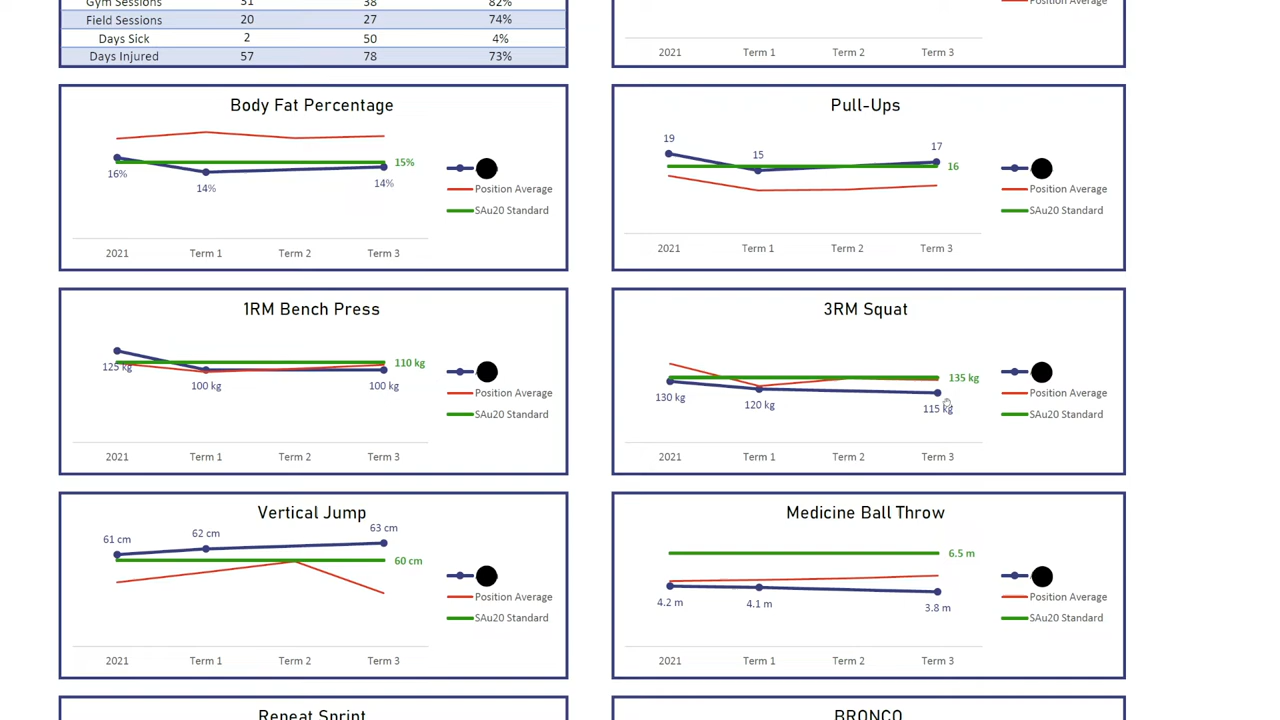 Gym Sessions 31 38 82%
Position Average
Field Sessions 20 27 74%
Days Sick 2 50 4%
Days Injured 57 78 73%
2021 Term 1 Term 2 Term 3
Body Fat Percentage
16%
14%
14%
15%
Position Average
SAu20 Standard
2021 Term 1 Term 2 Term 3
Pull-Ups
19
15
17
16
Position Average
SAu20 Standard
2021 Term 1 Term 2 Term 3
1RM Bench Press
125 kg
100 kg
100 kg
110 kg
Position Average
SAu20 Standard
2021 Term 1 Term 2 Term 3
3RM Squat
130 kg
120 kg
115 kg
135 kg
Position Average
SAu20 Standard
2021 Term 1 Term 2 Term 3
Vertical Jump
61 cm
62 cm
63 cm
60 cm
Position Average
SAu20 Standard
2021 Term 1 Term 2 Term 3
Medicine Ball Throw
6.5 m
4.2 m
4.1 m
3.8 m
Position Average
SAu20 Standard
2021 Term 1 Term 2 Term 3
Repeat Sprint
BRONCO